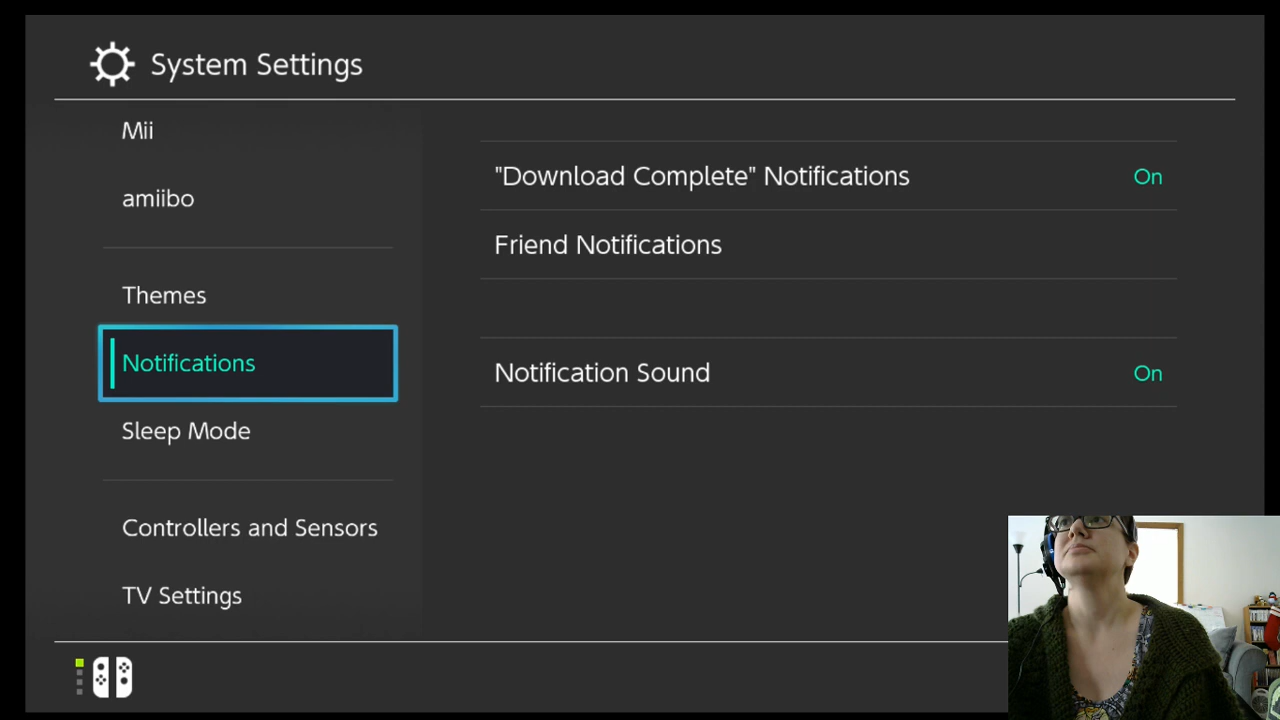 System Settings
Mii
amiibo
Themes
Notifications
Sleep Mode
Controllers and Sensors
TV Settings
"Download Complete" Notifications On
Friend Notifications
Notification Sound On